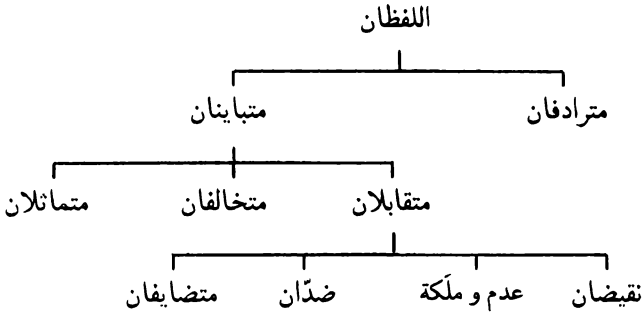 اللفظان
مترادفان متباينان
متقابلان متخالفان متماثلان
نقيضان عدم و ملَكة ضدّان متضايفان